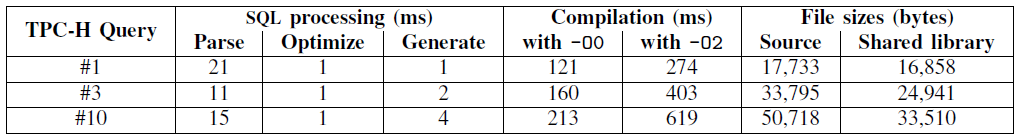 TPC-H Query SQL processing (ms) Compilation (ms) File sizes (bytes)
Parse Optimize Generate with -O0 with -O2 Source Shared library
#1 21 1 1 121 274 17,733 16,858
#3 11 1 2 160 403 33,795 24,941
#10 15 1 4 213 619 50,718 33,510